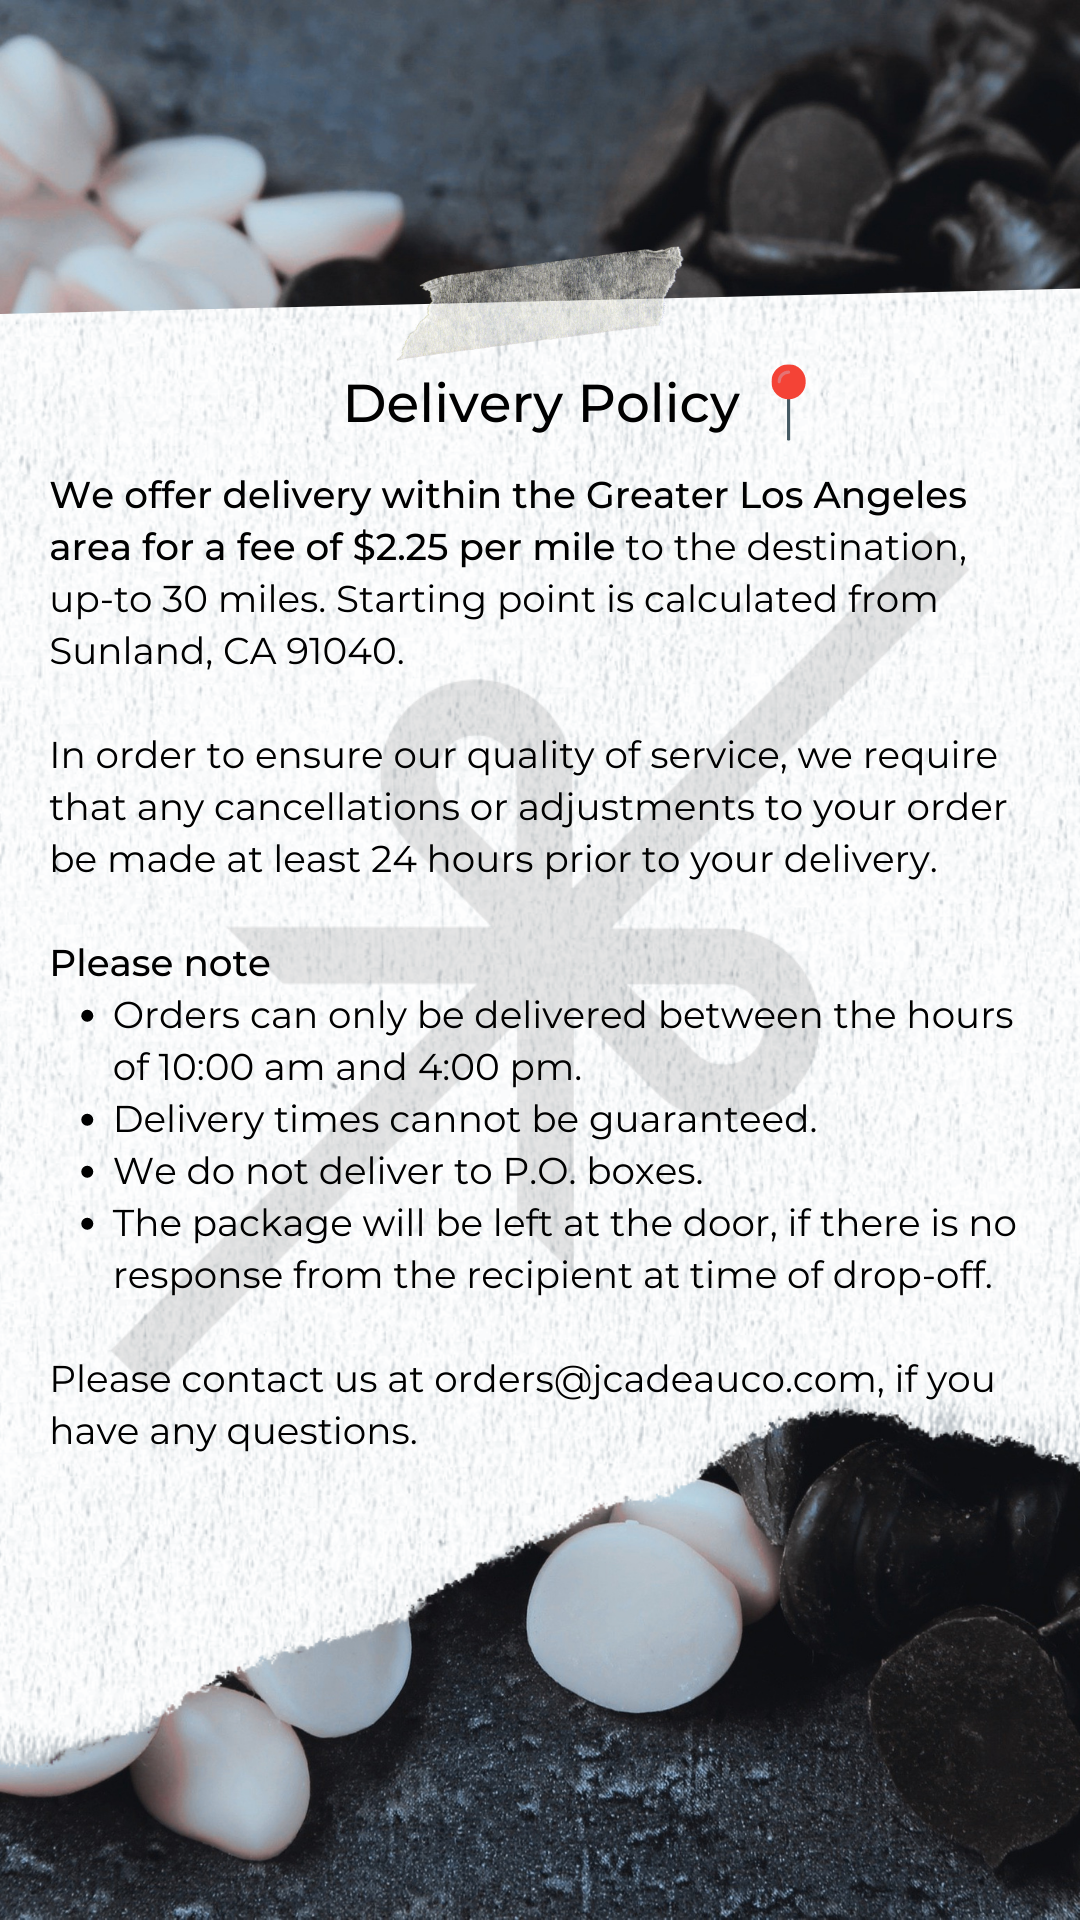 Delivery Policy 📍
We offer delivery within the Greater Los Angeles
area for a fee of $2.25 per mile to the destination,
up-to 30 miles. Starting point is calculated from
Sunland, CA 91040.
In order to ensure our quality of service, we require
that any cancellations or adjustments to your order
be made at least 24 hours prior to your delivery.
Please note
• Orders can only be delivered between the hours
of 10:00 am and 4:00 pm.
• Delivery times cannot be guaranteed.
• We do not deliver to P.O. boxes.
• The package will be left at the door, if there is no
response from the recipient at time of drop-off.
Please contact us at orders@jcadeauco.com, if you
have any questions.